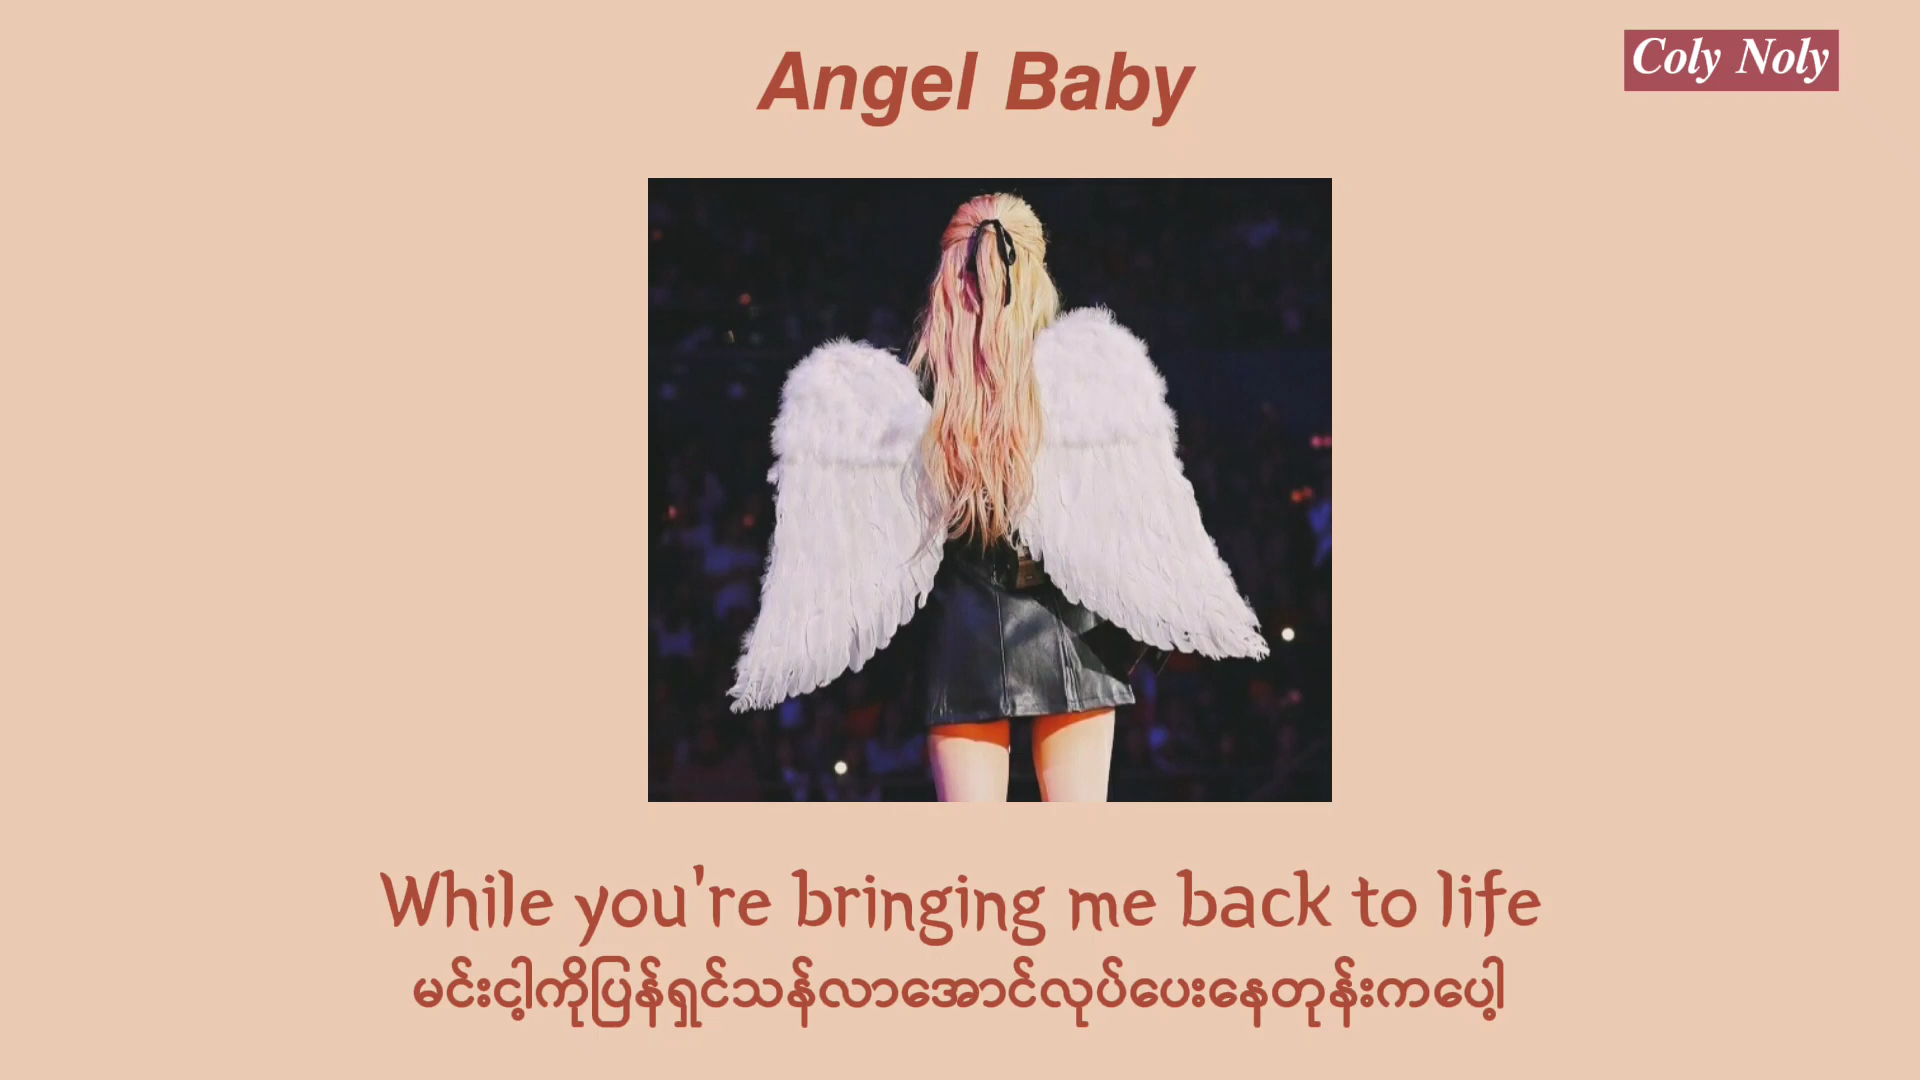 Angel Baby
Coly Noly
While you're bringing me back to life
မင်းငါ့ကိုပြန်ရှင်သန်လာအောင်လုပ်ပေးနေတုန်းကပေါ့